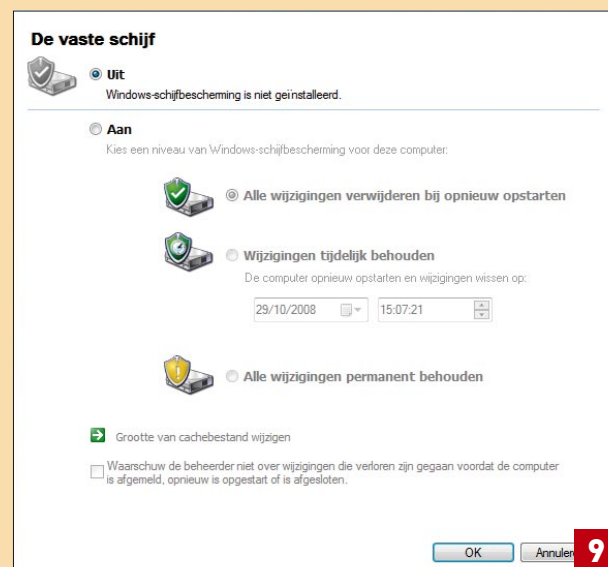 De vaste schijf
Uit
Windows-schijfbescherming is niet geïnstalleerd.
Aan
Kies een niveau van Windows-schijfbescherming voor deze computer:
Alle wijzigingen verwijderen bij opnieuw opstarten
Wijzigingen tijdelijk behouden
De computer opnieuw opstarten en wijzigingen wissen op:
29/10/2008 15:07:21
Alle wijzigingen permanent behouden
Grootte van cachebestand wijzigen
Waarschuw de beheerder niet over wijzigingen die verloren zijn gegaan voordat de computer
is afgemeld, opnieuw is opgestart of is afgesloten.
OK
9